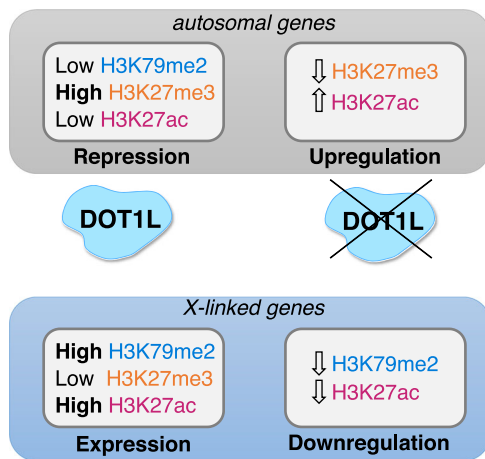 autosomal genes
Low H3K79me2
High H3K27me3
Low H3K27ac
Repression
⇩ H3K27me3
⇧ H3K27ac
Upregulation
DOT1L
DOT1L
X-linked genes
High H3K79me2
Low H3K27me3
High H3K27ac
Expression
⇩ H3K79me2
⇩ H3K27ac
Downregulation